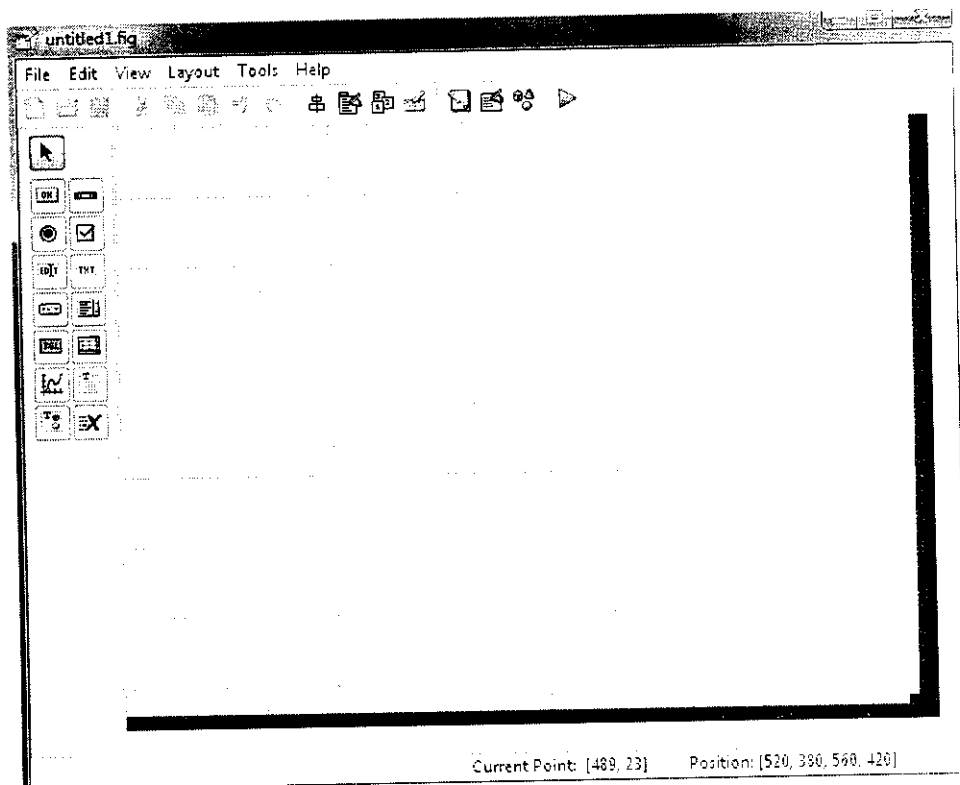 untitled1.fig
File Edit View Layout Tools Help
OK
EDIT TXT
T
T
Current Point: [489, 23] Position: [520, 380, 560, 420]